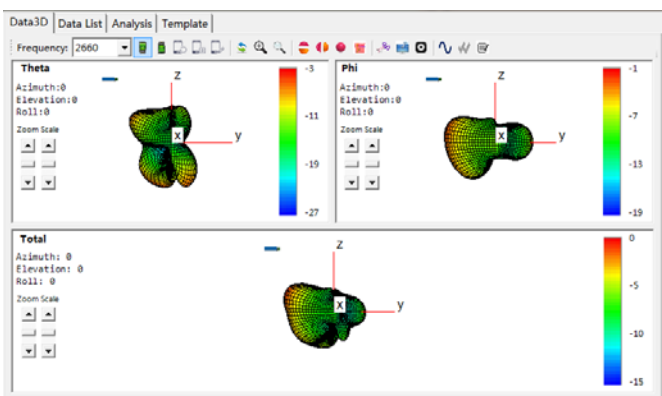 Data3D Data List Analysis Template
Frequency: 2660
Theta
Azimuth:0
Elevation:0
Roll:0
Zoom Scale
z
x
y
-3
-11
-19
-27
Phi
Azimuth:0
Elevation:0
Roll:0
Zoom Scale
z
x
y
-1
-7
-13
-19
Total
Azimuth: 0
Elevation: 0
Roll: 0
Zoom Scale
z
x
y
0
-5
-10
-15